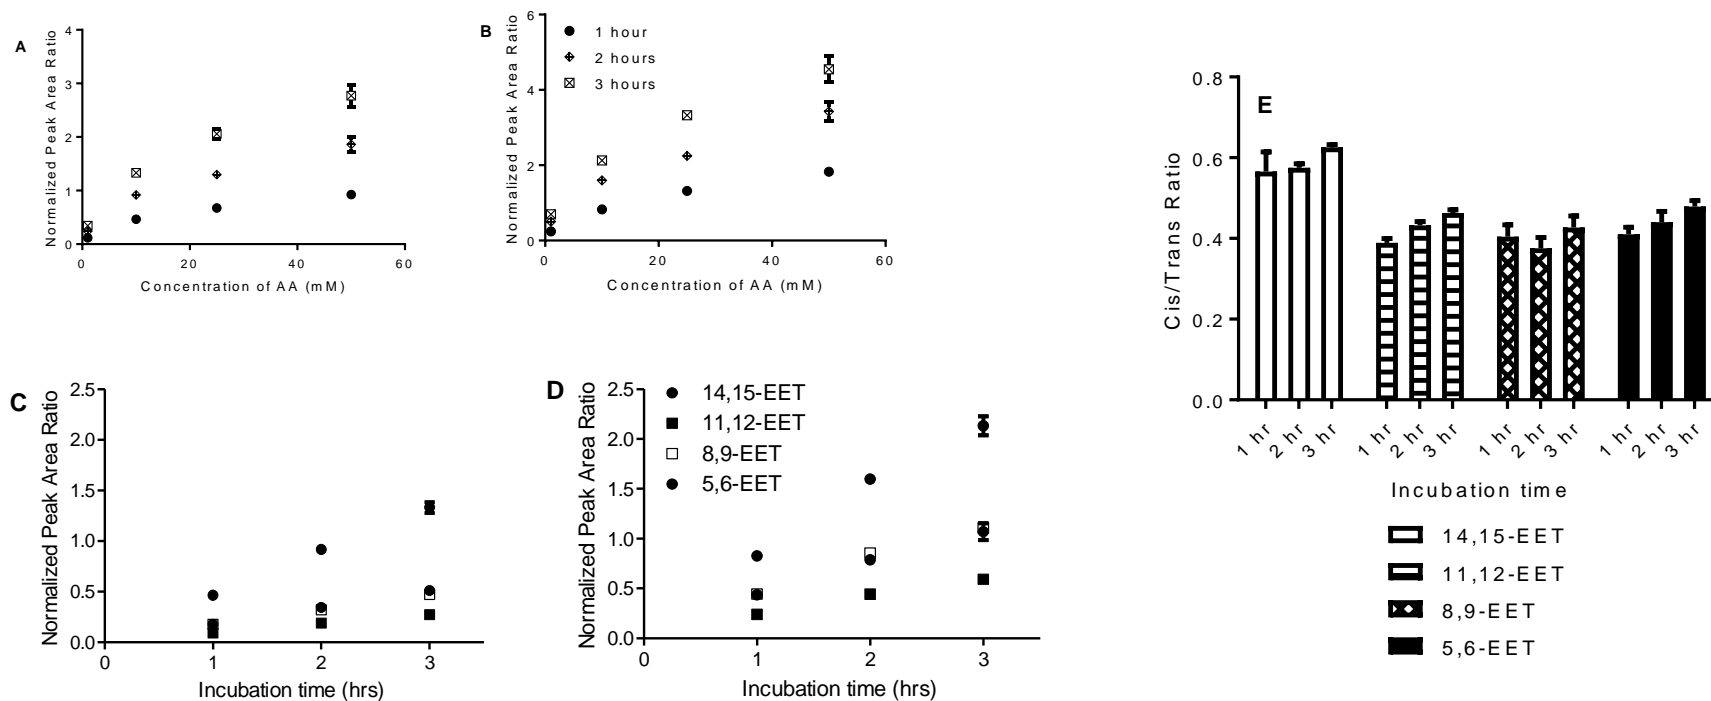 A
Normalized Peak Area Ratio
4
3
2
1
0
0 20 40 60
Concentration of AA (mM)
B
Normalized Peak Area Ratio
6
4
2
0
0 20 40 60
Concentration of AA (mM)
1 hour
2 hours
3 hours
C
Normalized Peak Area Ratio
2.5
2.0
1.5
1.0
0.5
0.0
0 1 2 3
Incubation time (hrs)
D
Normalized Peak Area Ratio
2.5
2.0
1.5
1.0
0.5
0.0
0 1 2 3
Incubation time (hrs)
14,15-EET
11,12-EET
8,9-EET
5,6-EET
E
Cis/Trans Ratio
0.8
0.6
0.4
0.2
0.0
1 hr 2 hr 3 hr 1 hr 2 hr 3 hr 1 hr 2 hr 3 hr 1 hr 2 hr 3 hr
Incubation time
14,15-EET
11,12-EET
8,9-EET
5,6-EET